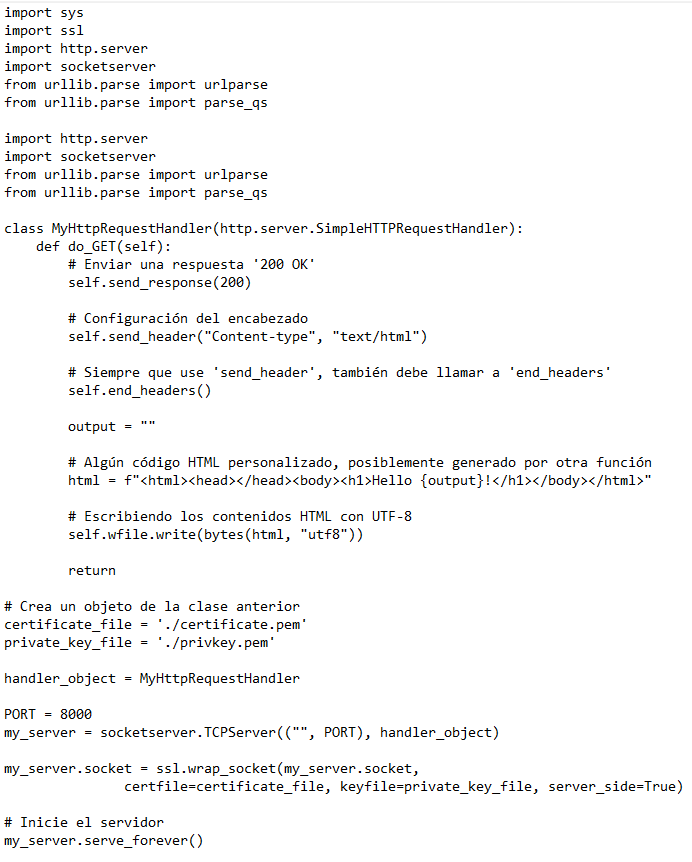 import sys
import ssl
import http.server
import socketserver
from urllib.parse import urlparse
from urllib.parse import parse_qs

import http.server
import socketserver
from urllib.parse import urlparse
from urllib.parse import parse_qs

class MyHttpRequestHandler(http.server.SimpleHTTPRequestHandler):
    def do_GET(self):
        # Enviar una respuesta '200 OK'
        self.send_response(200)

        # Configuración del encabezado
        self.send_header("Content-type", "text/html")

        # Siempre que use 'send_header', también debe llamar a 'end_headers'
        self.end_headers()

        output = ""

        # Algún código HTML personalizado, posiblemente generado por otra función
        html = f"<html><head></head><body><h1>Hello {output}!</h1></body></html>"

        # Escribiendo los contenidos HTML con UTF-8
        self.wfile.write(bytes(html, "utf8"))

        return

# Crea un objeto de la clase anterior
certificate_file = './certificate.pem'
private_key_file = './privkey.pem'

handler_object = MyHttpRequestHandler

PORT = 8000
my_server = socketserver.TCPServer(("", PORT), handler_object)

my_server.socket = ssl.wrap_socket(my_server.socket,
               certfile=certificate_file, keyfile=private_key_file, server_side=True)

# Inicie el servidor
my_server.serve_forever()